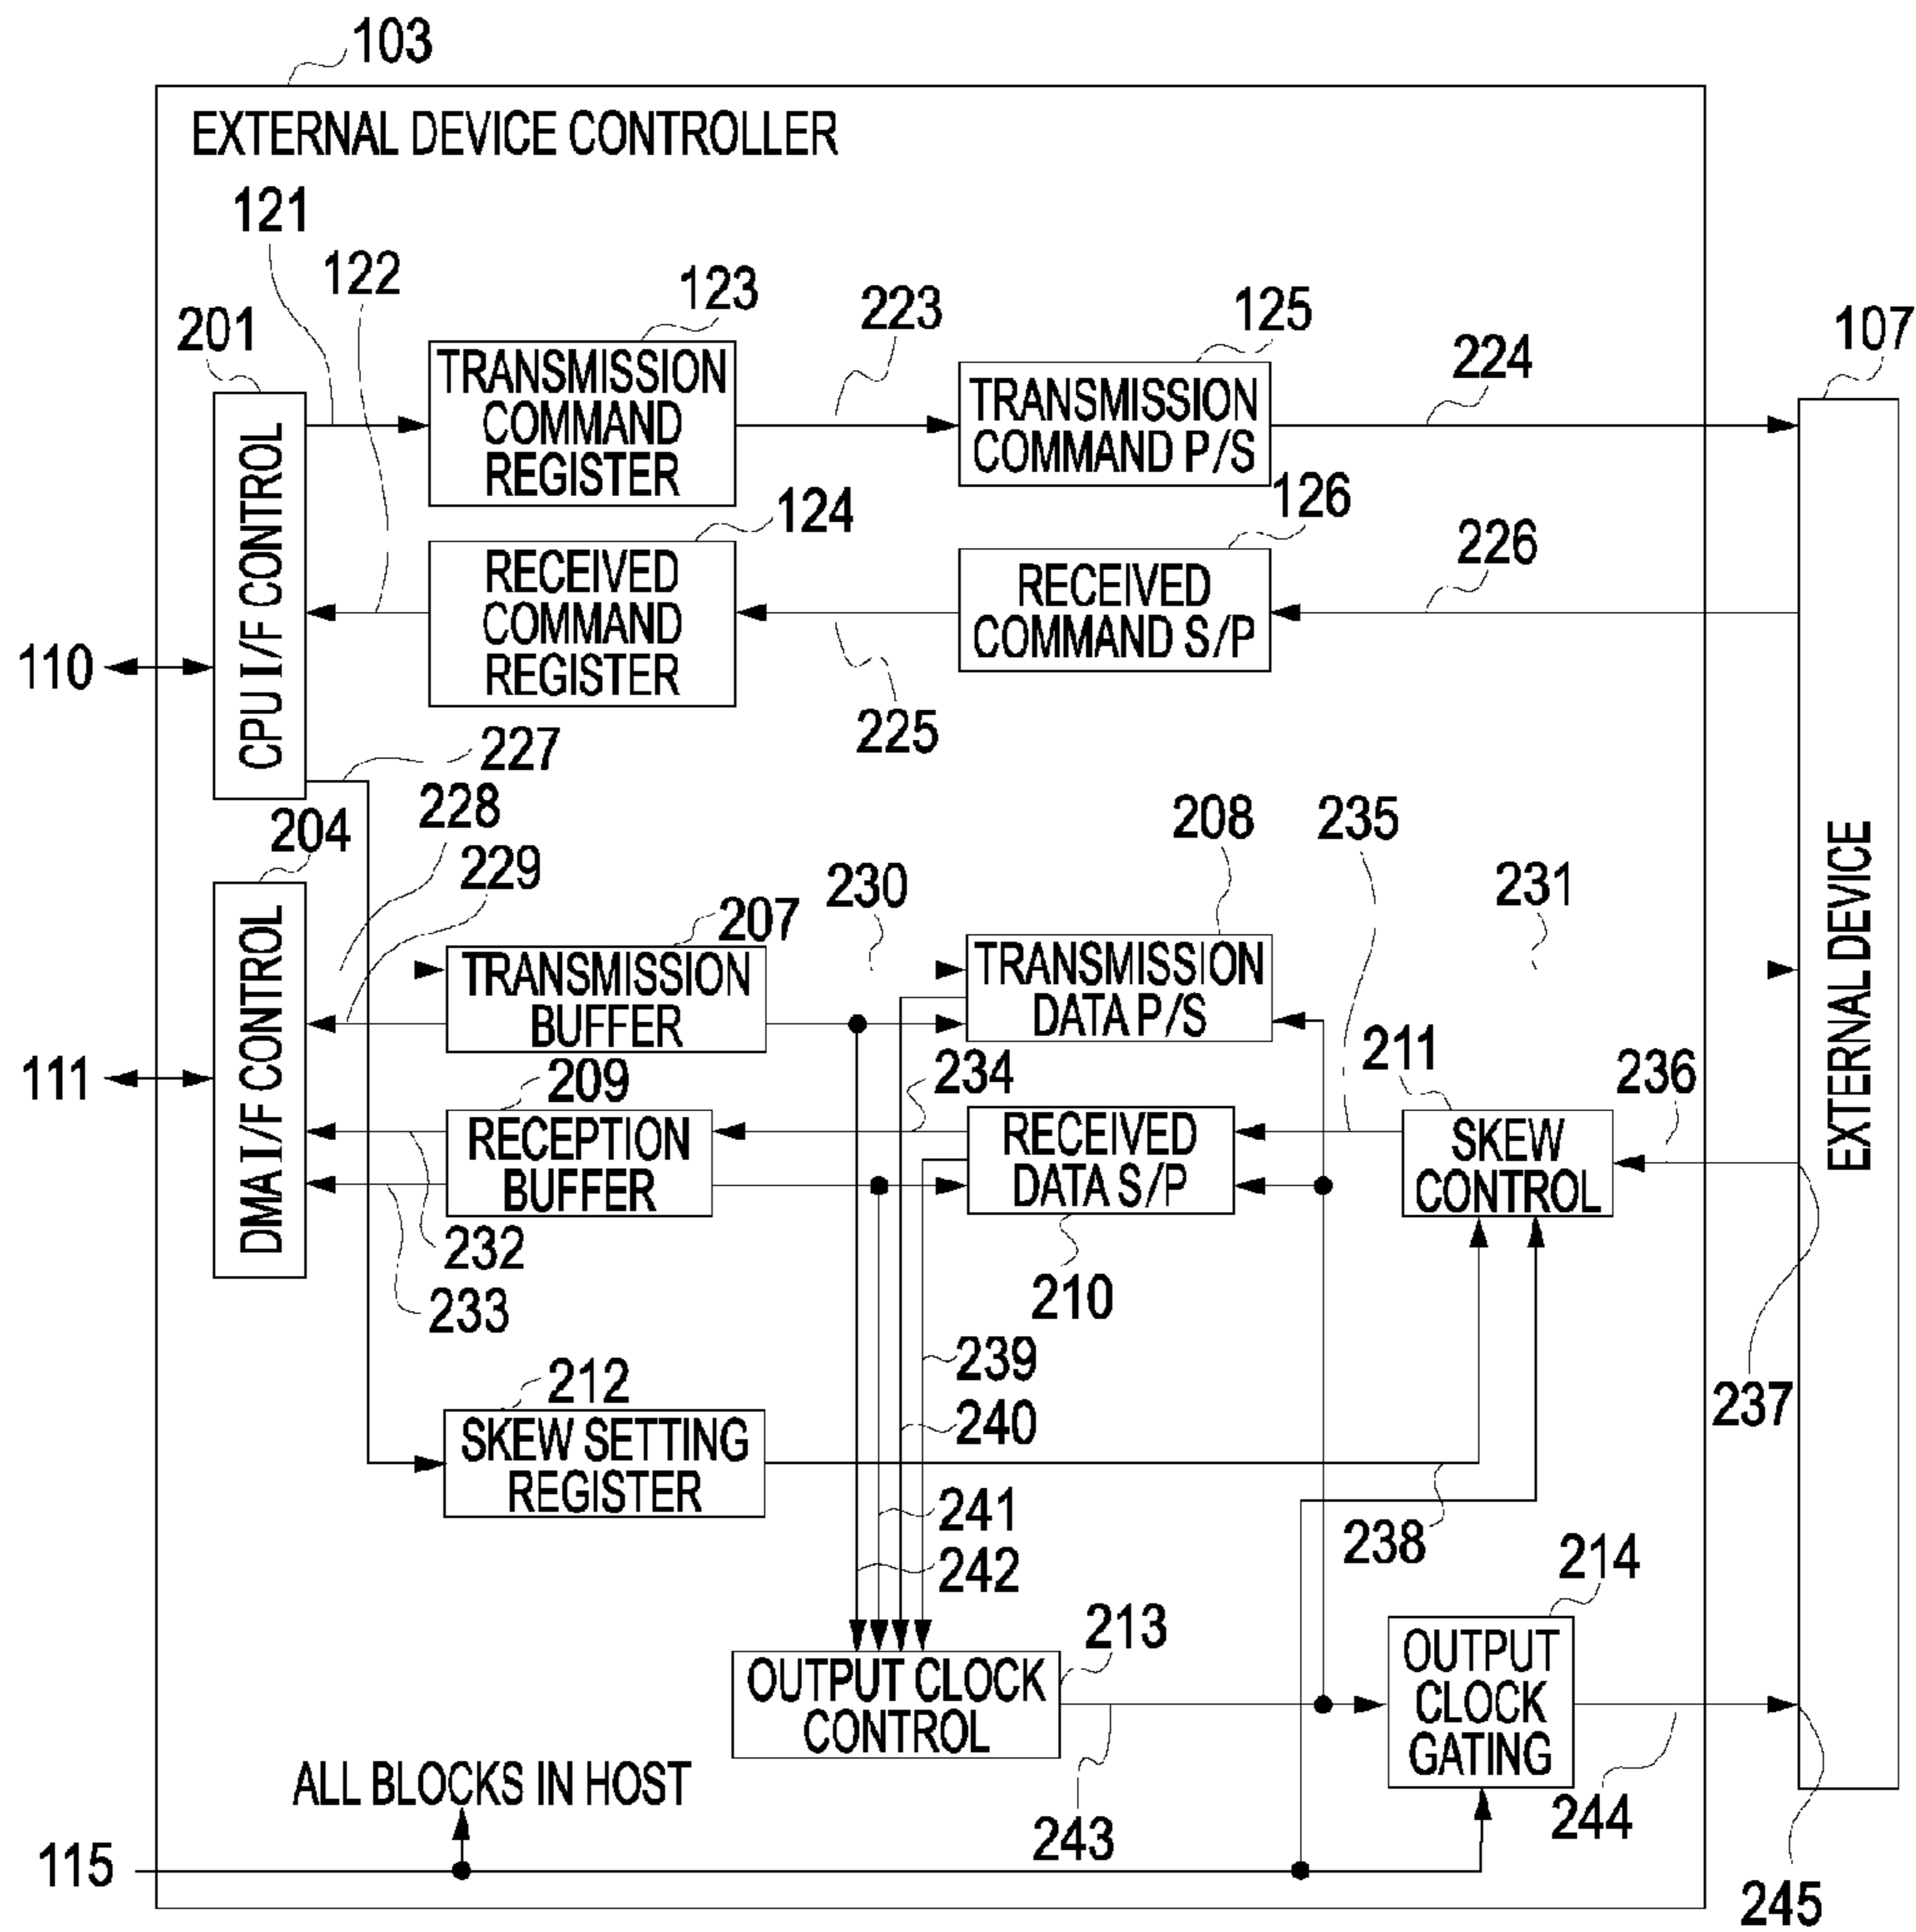 103
EXTERNAL DEVICE CONTROLLER
121
122
123
223
125
224
107
201
TRANSMISSION
COMMAND
REGISTER
TRANSMISSION
COMMAND P/S
CPU I/F CONTROL
124
126
226
RECEIVED
COMMAND
REGISTER
RECEIVED
COMMAND S/P
110
225
227
228
229
204
207
230
208
235
231
EXTERNAL DEVICE
DMA I/F CONTROL
TRANSMISSION
BUFFER
TRANSMISSION
DATA P/S
111
209
234
211
236
RECEPTION
BUFFER
RECEIVED
DATA S/P
SKEW
CONTROL
232
233
210
239
240
237
212
SKEW SETTING
REGISTER
241
242
238
214
213
OUTPUT CLOCK
CONTROL
OUTPUT
CLOCK
GATING
ALL BLOCKS IN HOST
243
244
115
245